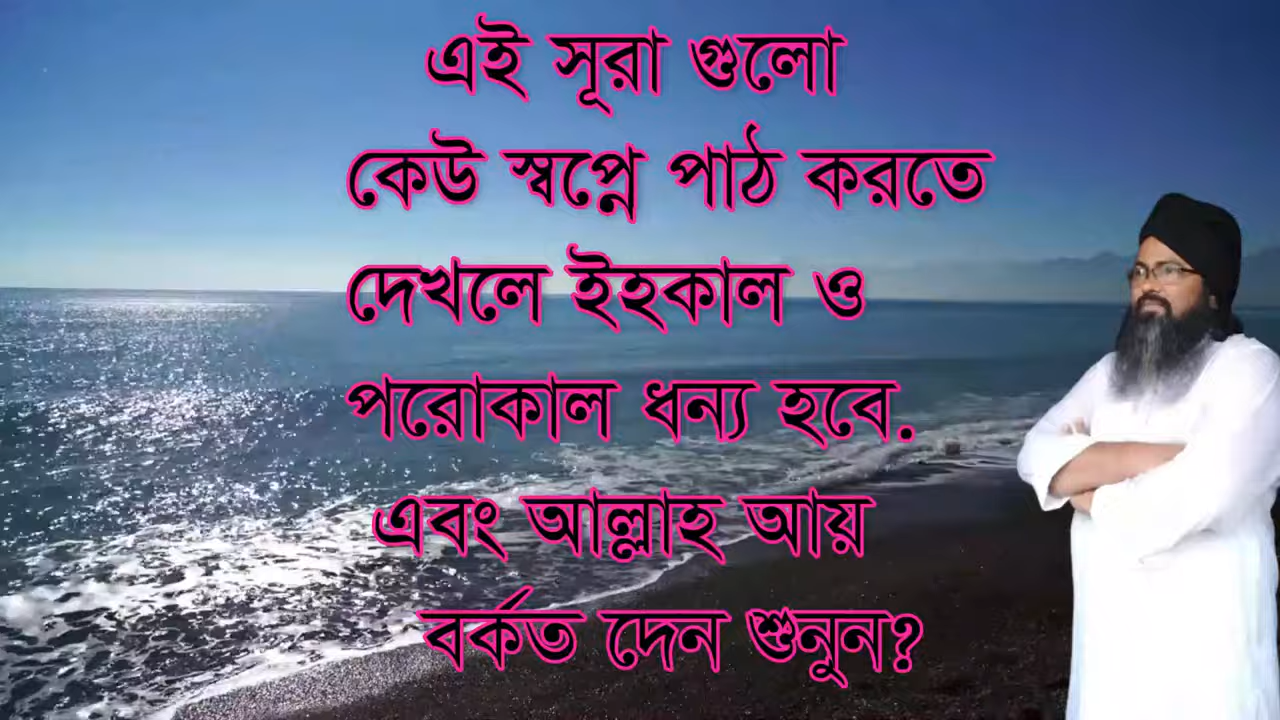 এই সূরা গুলো
কেউ স্বপ্নে পাঠ করতে
দেখলে ইহকাল ও
পরোকাল ধন্য হবে.
এবং আল্লাহ আয়
বর্কত দেন শুনুন?